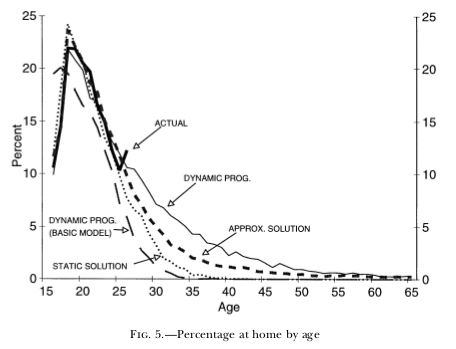 25
20
15
10
5
0
Percent
25
20
15
10
5
0
ACTUAL
DYNAMIC PROG.
DYNAMIC PROG.
(BASIC MODEL)
APPROX. SOLUTION
STATIC SOLUTION
15 20 25 30 35 40 45 50 55 60 65
Age
FIG. 5.—Percentage at home by age